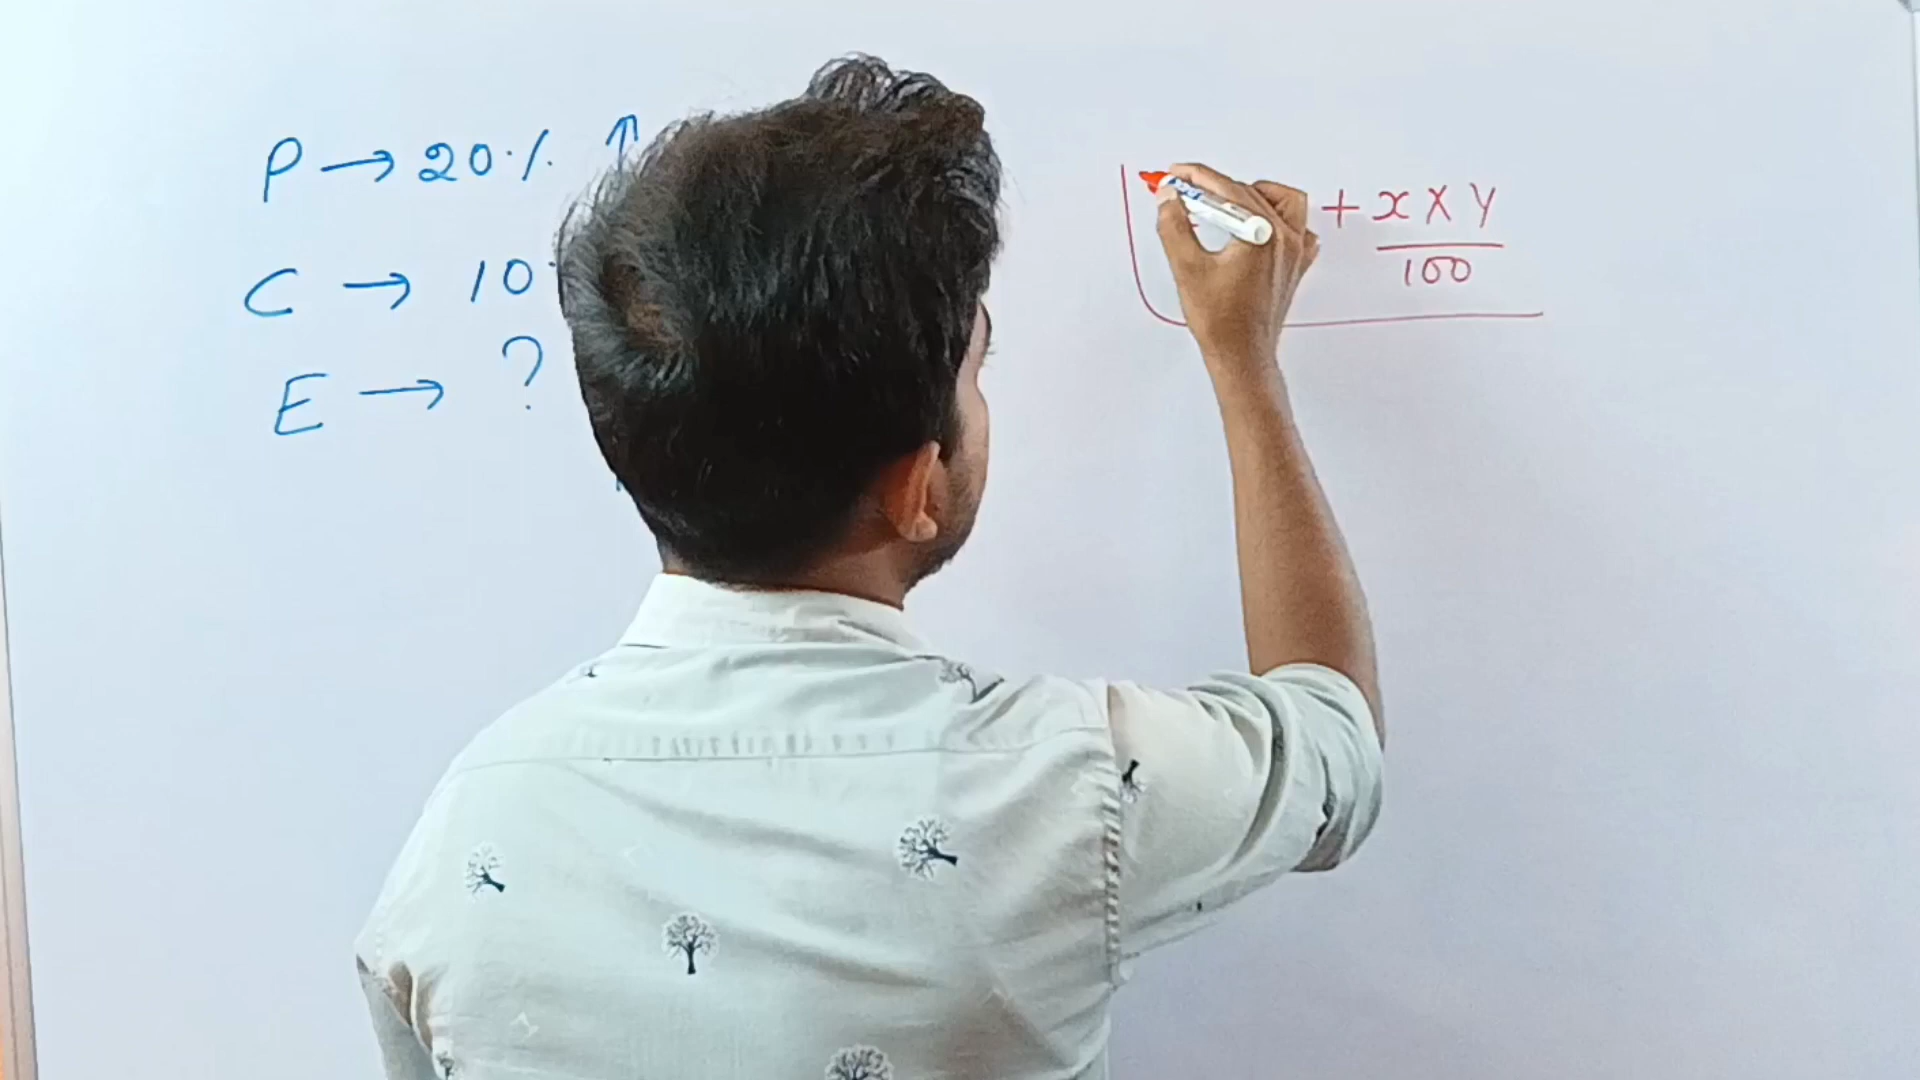 P → 20% ↑
C → 10
E → ?
+ x X y
100